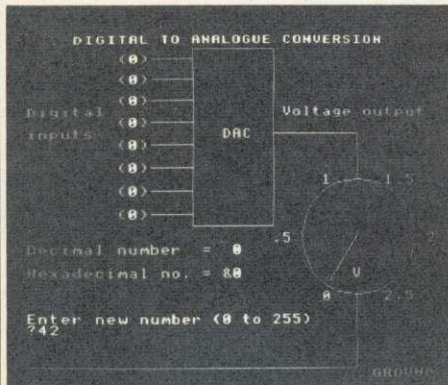 DIGITAL TO ANALOGUE CONVERSION
(0)
(0)
(0)
Digital (0)
inputs (0)
(0)
(0)
(0)
DAC
Voltage output
1 1.5
.5 2
0 2.5
V
Decimal number = 0
Hexadecimal no. = &0
Enter new number (0 to 255)
?42
GROUND